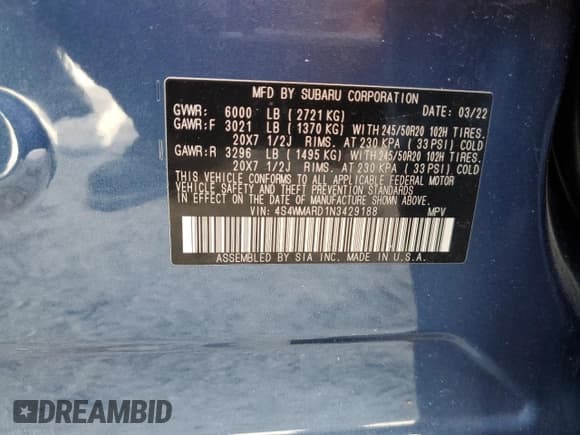 MFD BY SUBARU CORPORATION
GVWR: 6000 LB ( 2721 KG) DATE: 03/22
GAWR:F 3021 LB ( 1370 KG) WITH 245/50R20 102H TIRES.
20X7 1/2J RIMS. AT 230 KPA ( 33 PSI) COLD
GAWR:R 3296 LB ( 1495 KG) WITH 245/50R20 102H TIRES.
20X7 1/2J RIMS. AT 230 KPA ( 33 PSI) COLD
THIS VEHICLE CONFORMS TO ALL APPLICABLE FEDERAL MOTOR
VEHICLE SAFETY AND THEFT PREVENTION STANDARDS
IN EFFECT ON THE DATE OF MANUFACTURE SHOWN ABOVE.
VIN: 4S4WMARD1N3429188 MPV
ASSEMBLED BY SIA INC. MADE IN U.S.A.
DREAMBID